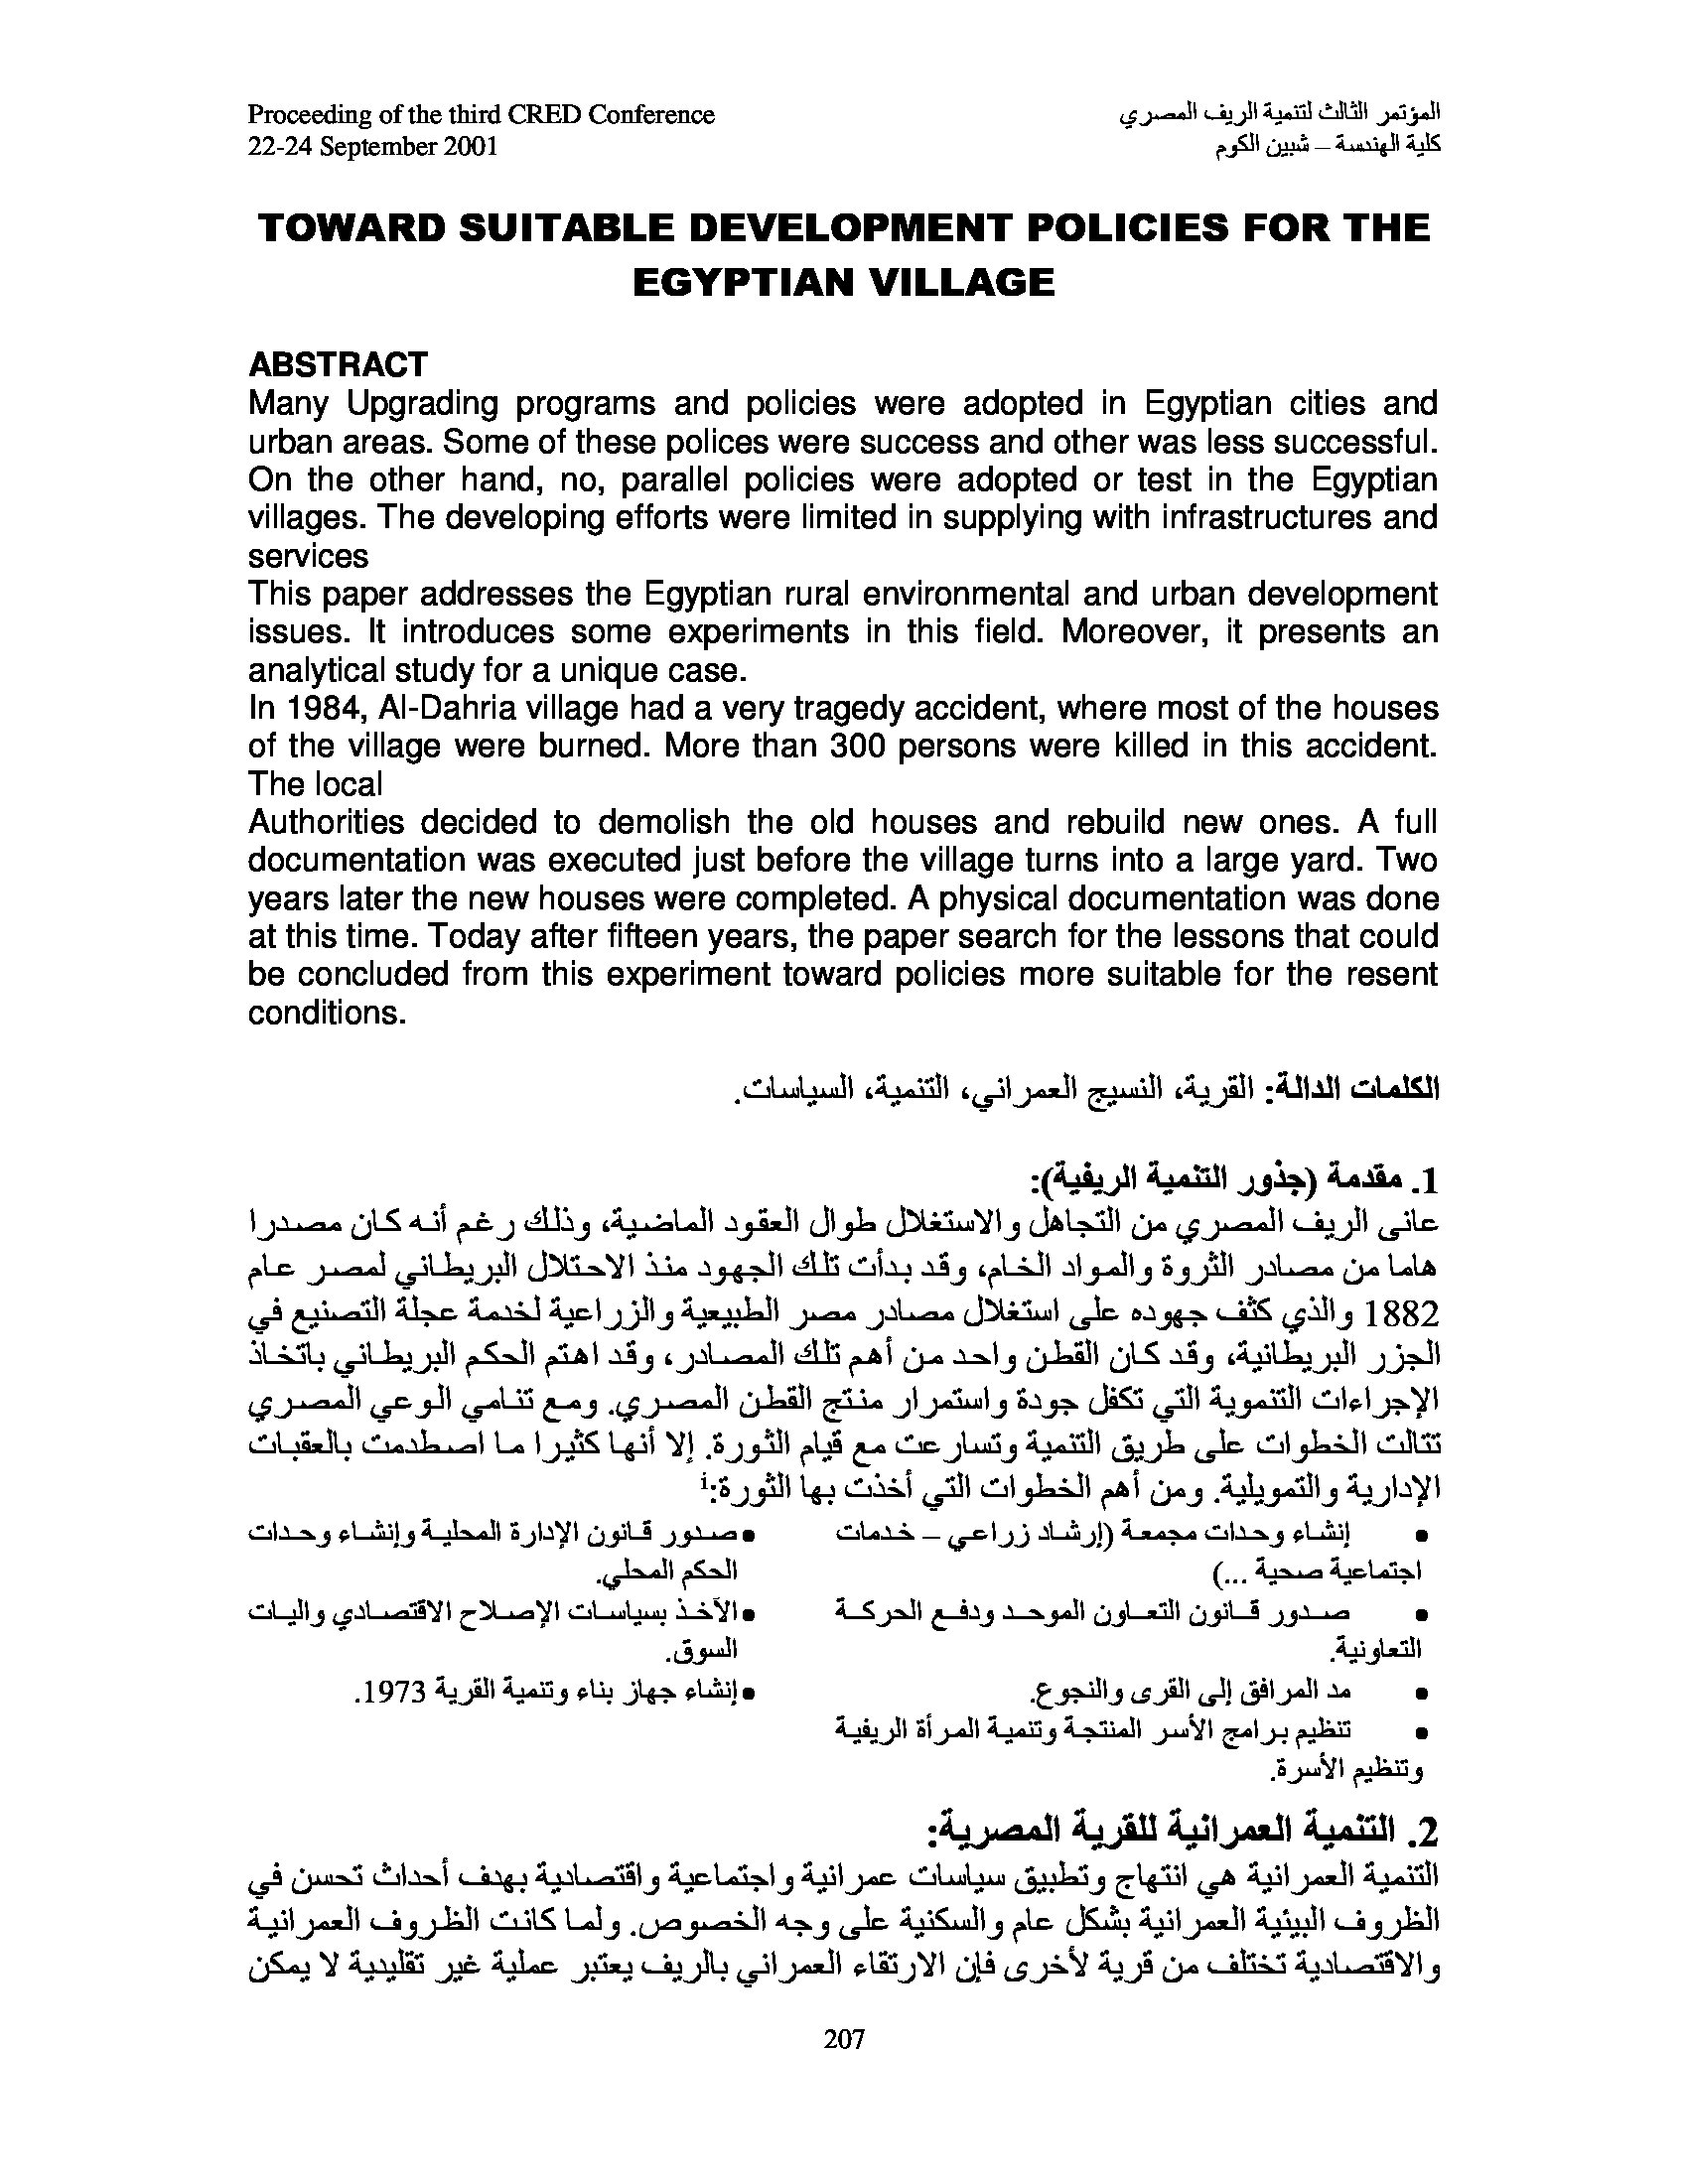 Proceeding of the third CRED Conference
المؤتمر الثالث لتنمية الريف المصري
22-24 September 2001
كلية الهندسة – شبين الكوم
TOWARD SUITABLE DEVELOPMENT POLICIES FOR THE
EGYPTIAN VILLAGE
ABSTRACT
Many Upgrading programs and policies were adopted in Egyptian cities and
urban areas. Some of these polices were success and other was less successful.
On the other hand, no, parallel policies were adopted or test in the Egyptian
villages. The developing efforts were limited in supplying with infrastructures and
services
This paper addresses the Egyptian rural environmental and urban development
issues. It introduces some experiments in this field. Moreover, it presents an
analytical study for a unique case.
In 1984, Al-Dahria village had a very tragedy accident, where most of the houses
of the village were burned. More than 300 persons were killed in this accident.
The local
Authorities decided to demolish the old houses and rebuild new ones. A full
documentation was executed just before the village turns into a large yard. Two
years later the new houses were completed. A physical documentation was done
at this time. Today after fifteen years, the paper search for the lessons that could
be concluded from this experiment toward policies more suitable for the resent
conditions.
الكلمات الدالة: القرية، النسيج العمراني، التنمية، السياسات.
1. مقدمة (جذور التنمية الريفية):
عانى الريف المصري من التجاهل والاستغلال طوال العقود الماضية، وذلك رغم أنه كان مصدرا
هاما من مصادر الثروة والمواد الخام، وقد بدأت تلك الجهود منذ الاحتلال البريطاني لمصر عام
1882 والذي كثف جهوده على استغلال مصادر مصر الطبيعية والزراعية لخدمة عجلة التصنيع في
الجزر البريطانية، وقد كان القطن واحد من أهم تلك المصادر، وقد اهتم الحكم البريطاني باتخاذ
الإجراءات التنموية التي تكفل جودة واستمرار منتج القطن المصري. ومع تنامي الوعي المصري
تتالت الخطوات على طريق التنمية وتسارعت مع قيام الثورة. إلا أنها كثيرا ما اصطدمت بالعقبات
الإدارية والتمويلية. ومن أهم الخطوات التي أخذت بها الثورة:i
● إنشاء وحدات مجمعة (إرشاد زراعي – خدمات
اجتماعية صحية ...)
● صدور قانون التعاون الموحد ودفع الحركة
التعاونية.
● مد المرافق إلى القرى والنجوع.
● تنظيم برامج الأسر المنتجة وتنمية المرأة الريفية
وتنظيم الأسرة.
● صدور قانون الإدارة المحلية وإنشاء وحدات
الحكم المحلي.
● الآخذ بسياسات الإصلاح الاقتصادي واليات
السوق.
● إنشاء جهاز بناء وتنمية القرية 1973.
2. التنمية العمرانية للقرية المصرية:
التنمية العمرانية هي انتهاج وتطبيق سياسات عمرانية واجتماعية واقتصادية بهدف أحداث تحسن في
الظروف البيئية العمرانية بشكل عام والسكنية على وجه الخصوص. ولما كانت الظروف العمرانية
والاقتصادية تختلف من قرية لأخرى فإن الارتقاء العمراني بالريف يعتبر عملية غير تقليدية لا يمكن
207